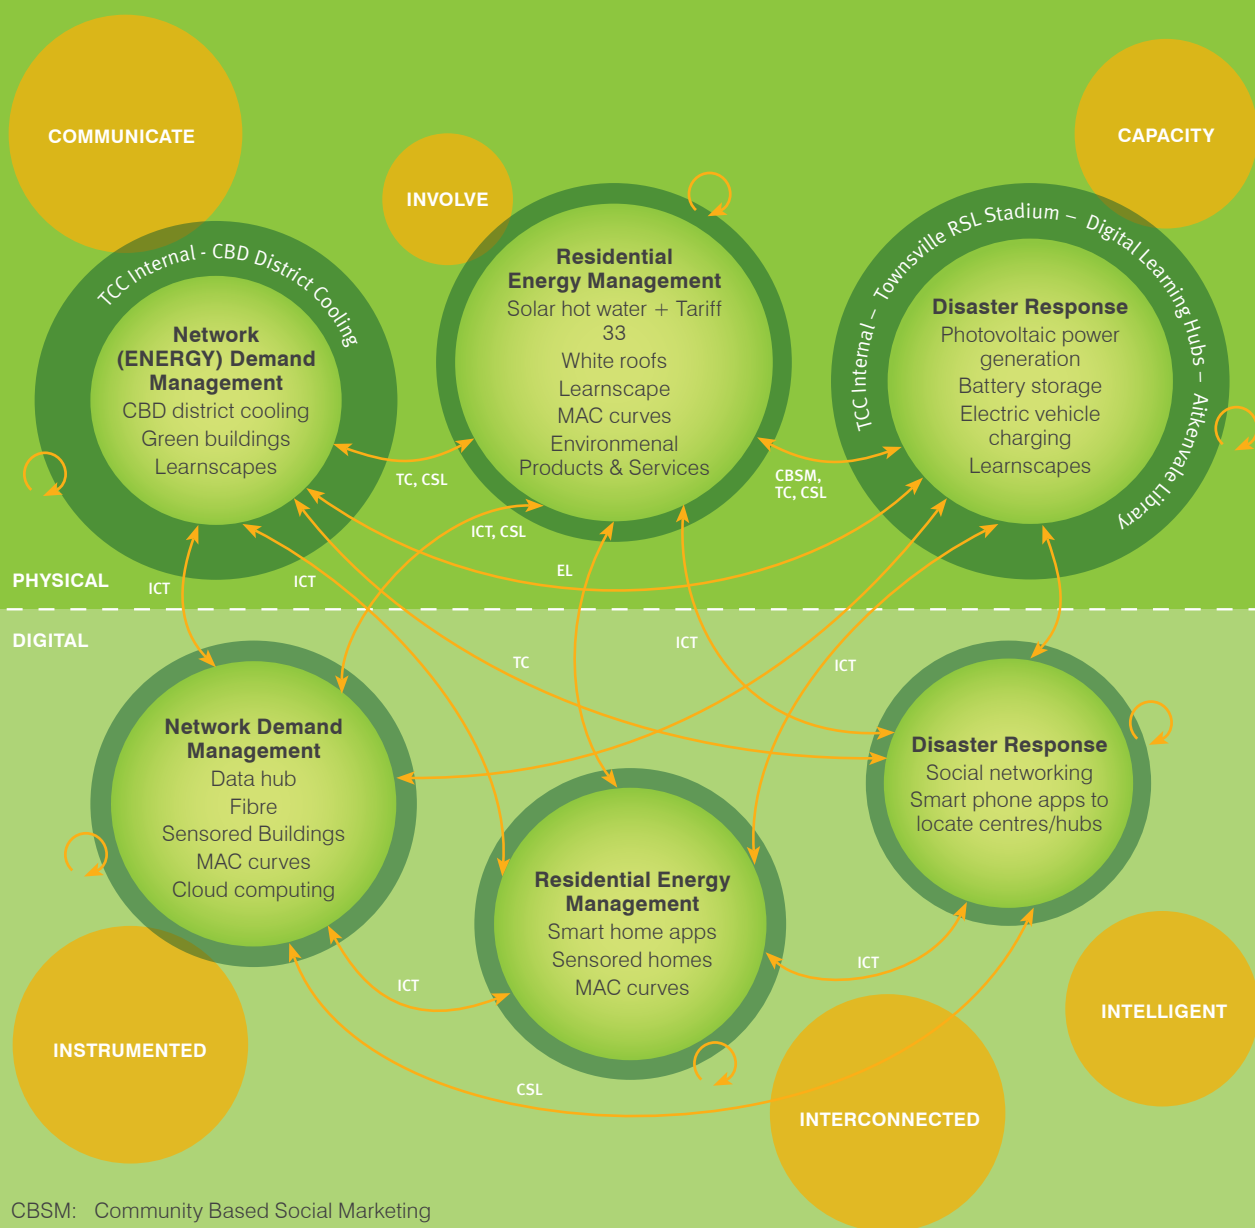 COMMUNICATE
CAPACITY
INVOLVE
TCC Internal - CBD District Cooling
Network
(ENERGY) Demand
Management
CBD district cooling
Green buildings
Learnscapes
Residential
Energy Management
Solar hot water + Tariff
33
White roofs
Learnscape
MAC curves
Environmenal
Products & Services
TCC Internal – Townsville RSL Stadium – Digital Learning Hubs – Aitkenvale Library
Disaster Response
Photovoltaic power
generation
Battery storage
Electric vehicle
charging
Learnscapes
TC, CSL
CBSM,
TC, CSL
ICT, CSL
EL
PHYSICAL
ICT
ICT
DIGITAL
TC
ICT
ICT
Network Demand
Management
Data hub
Fibre
Sensored Buildings
MAC curves
Cloud computing
Residential Energy
Management
Smart home apps
Sensored homes
MAC curves
Disaster Response
Social networking
Smart phone apps to
locate centres/hubs
ICT
ICT
CSL
INSTRUMENTED
INTERCONNECTED
INTELLIGENT
CBSM: Community Based Social Marketing